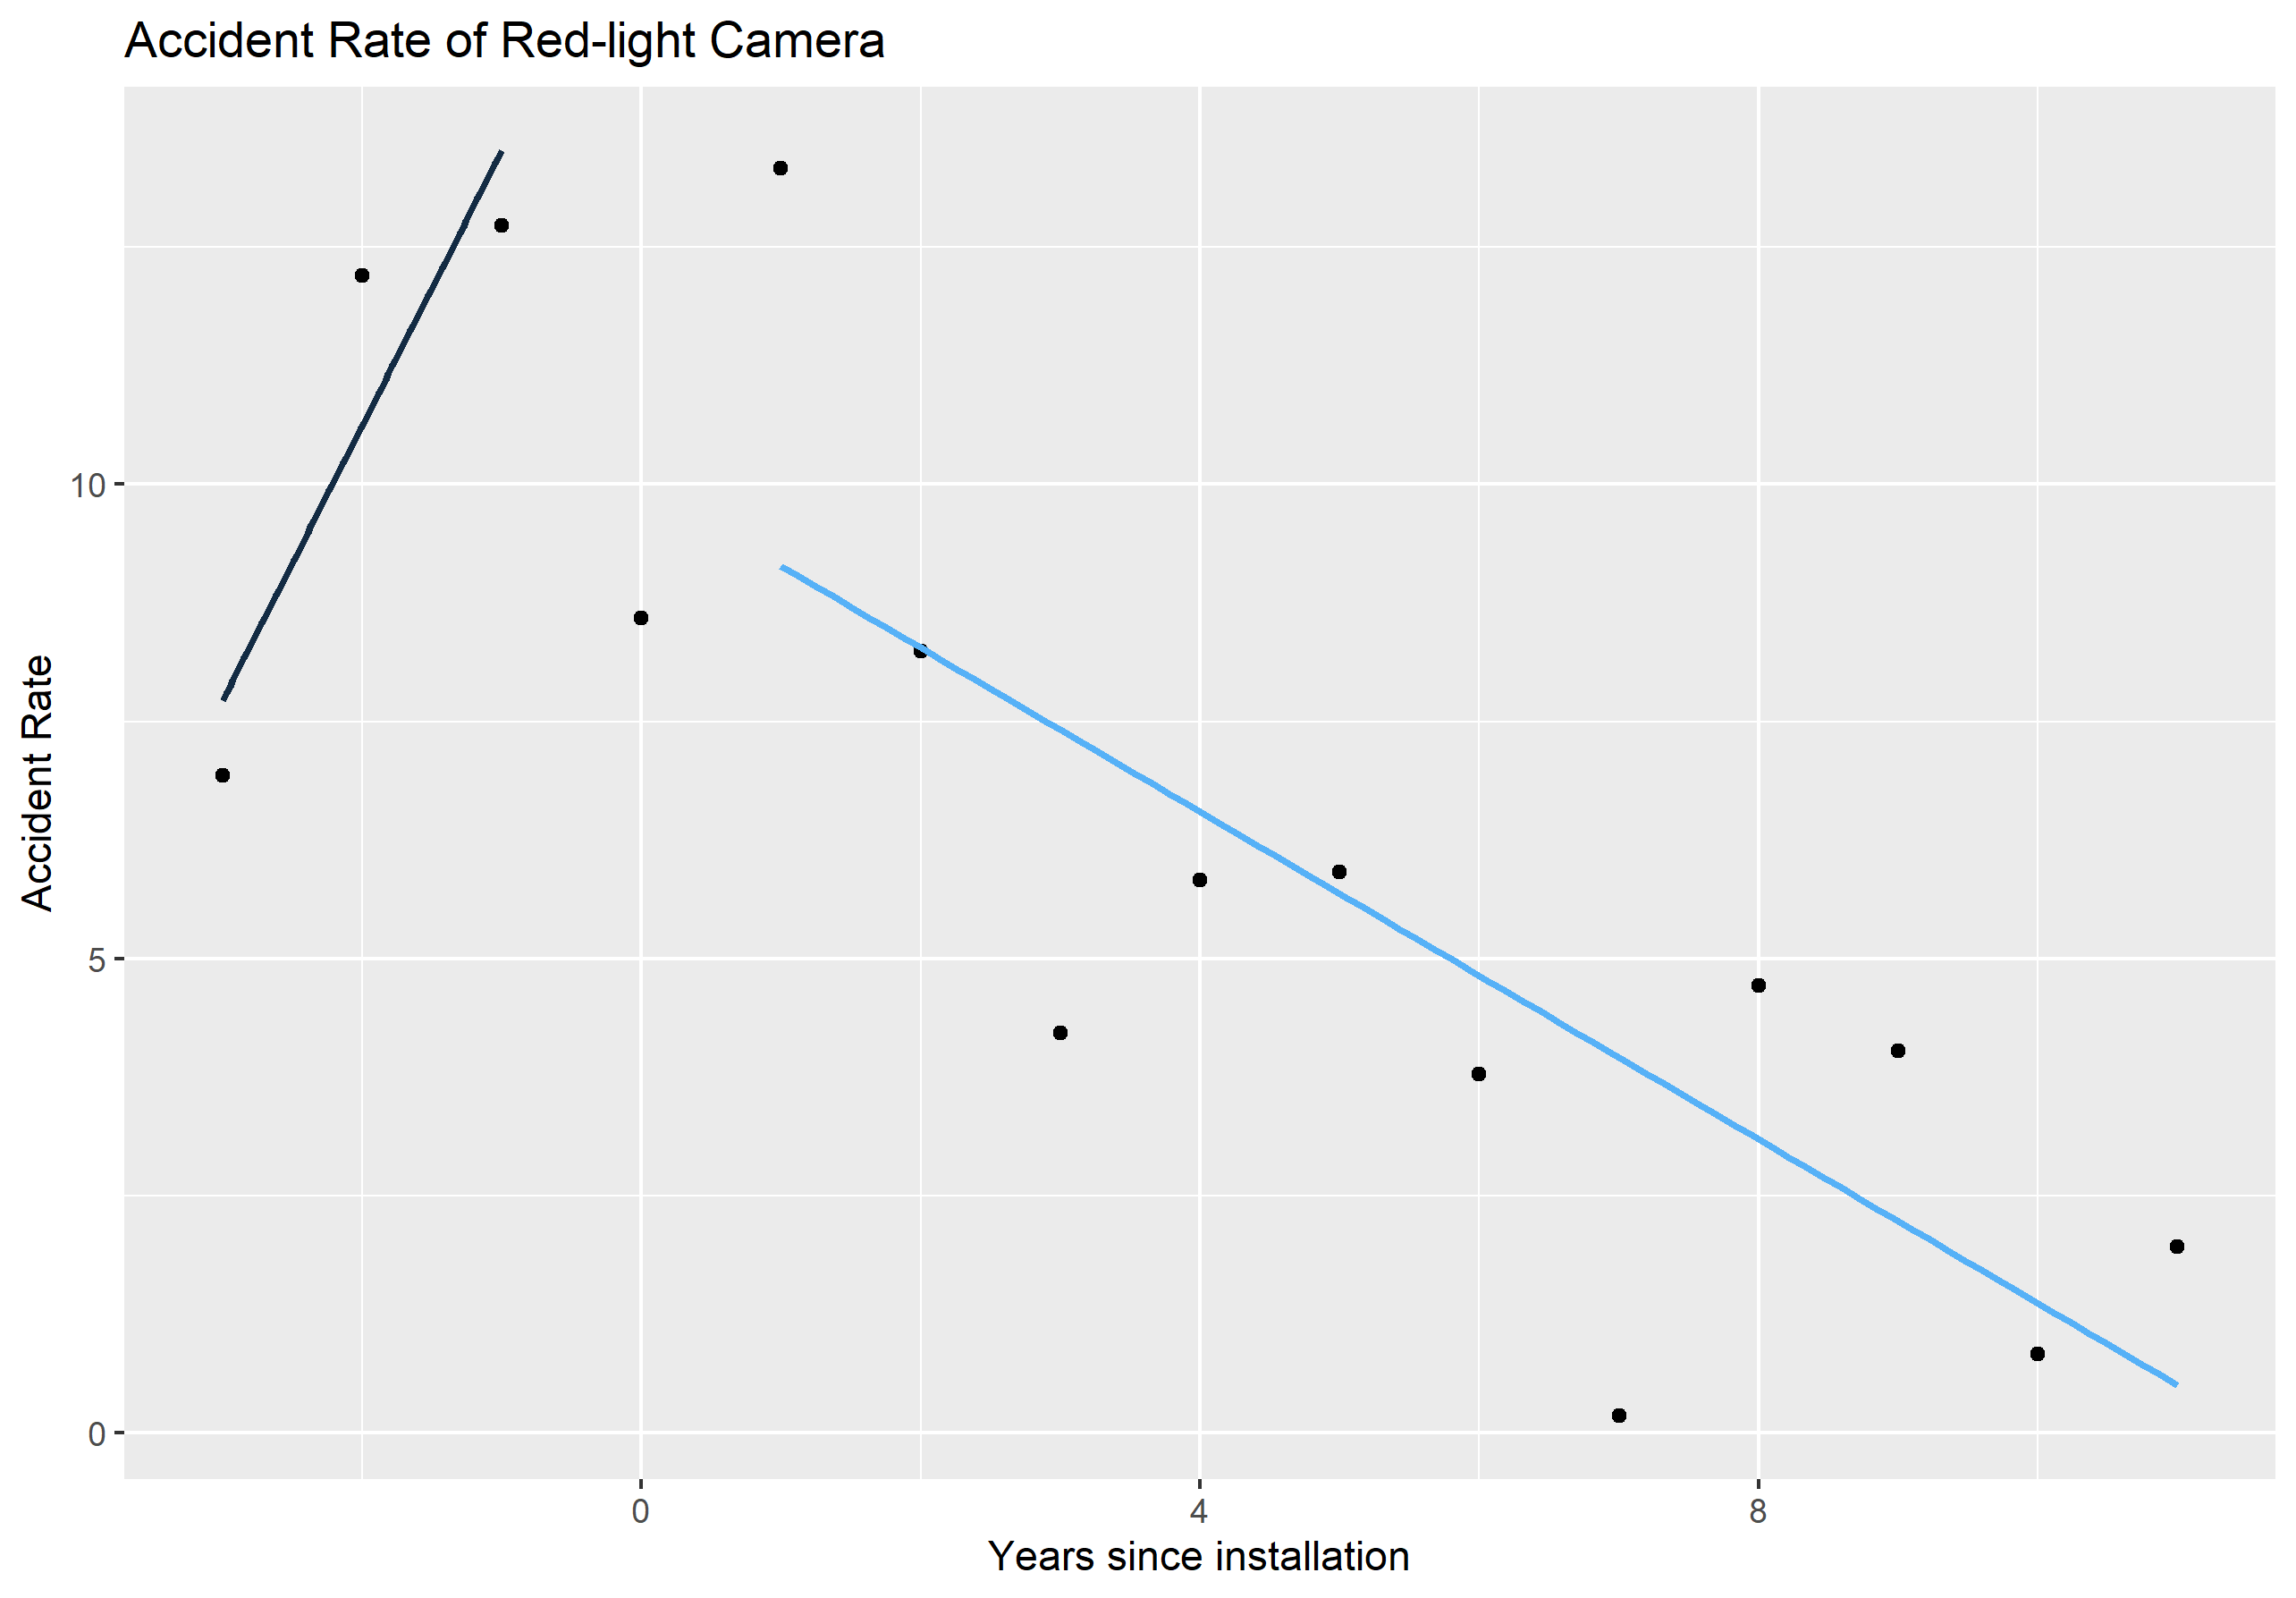 Accident Rate of Red-light Camera
10
5
0
Accident Rate
0 4 8
Years since installation